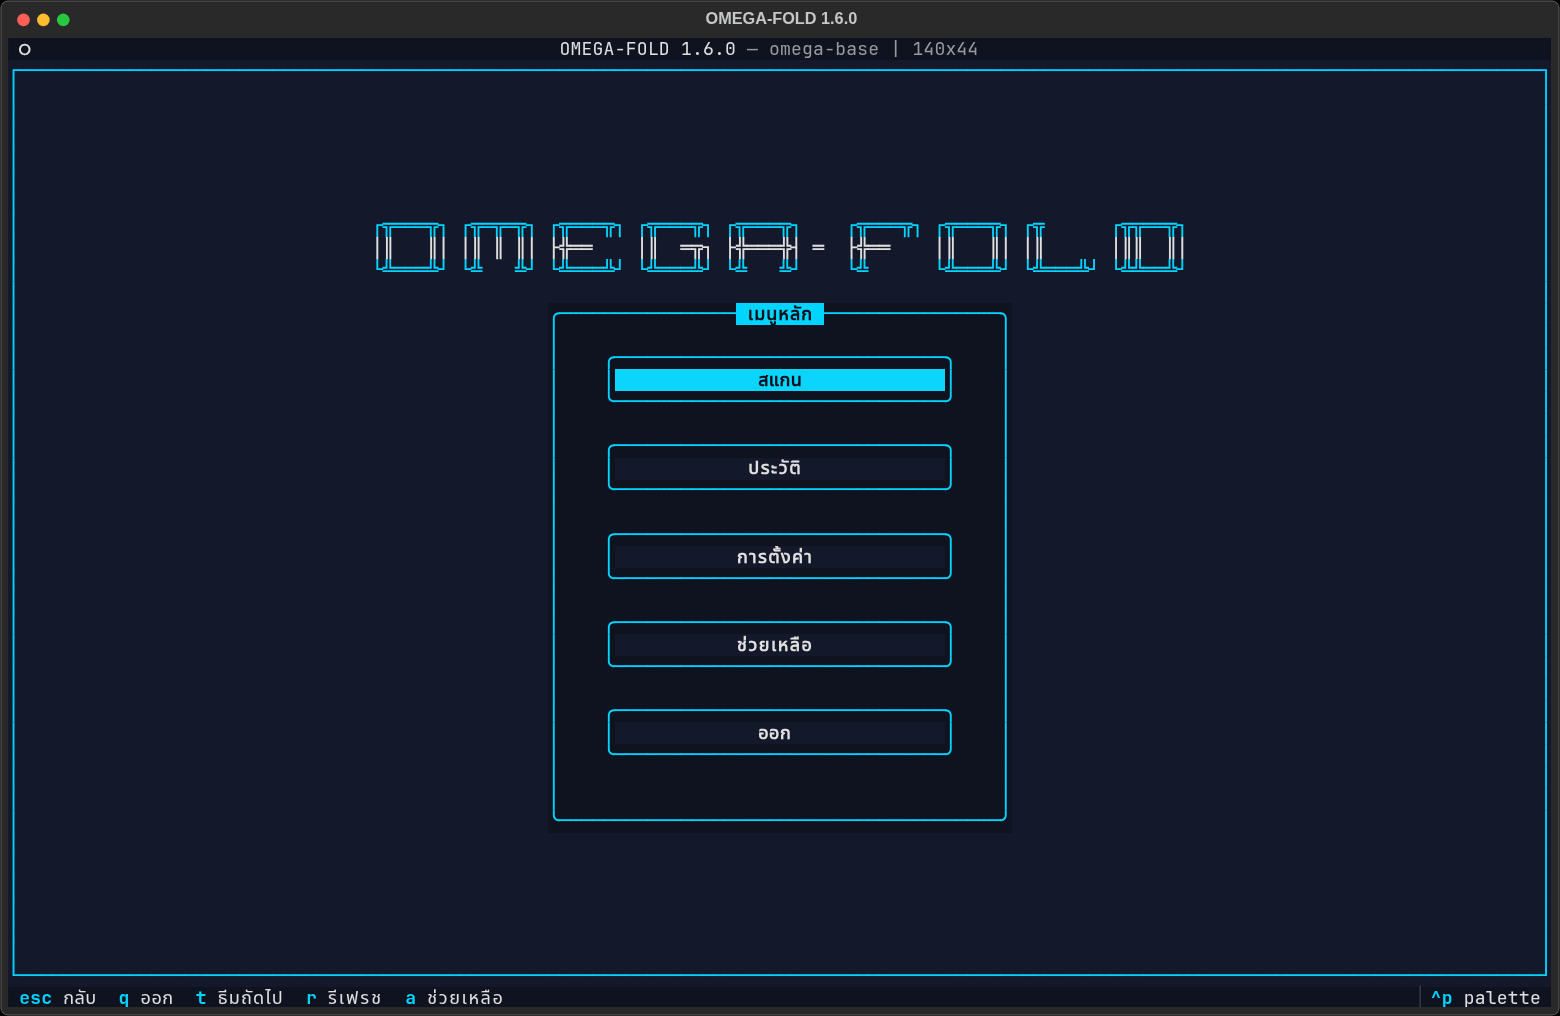 OMEGA-FOLD 1.6.0
OMEGA-FOLD 1.6.0 — omega-base | 140x44
OMEGA-FOLD
เมนูหลัก
สแกน
ประวัติ
การตั้งค่า
ช่วยเหลือ
ออก
esc กลับ q ออก t ธีมถัดไป r รีเฟรช a ช่วยเหลือ ^p palette